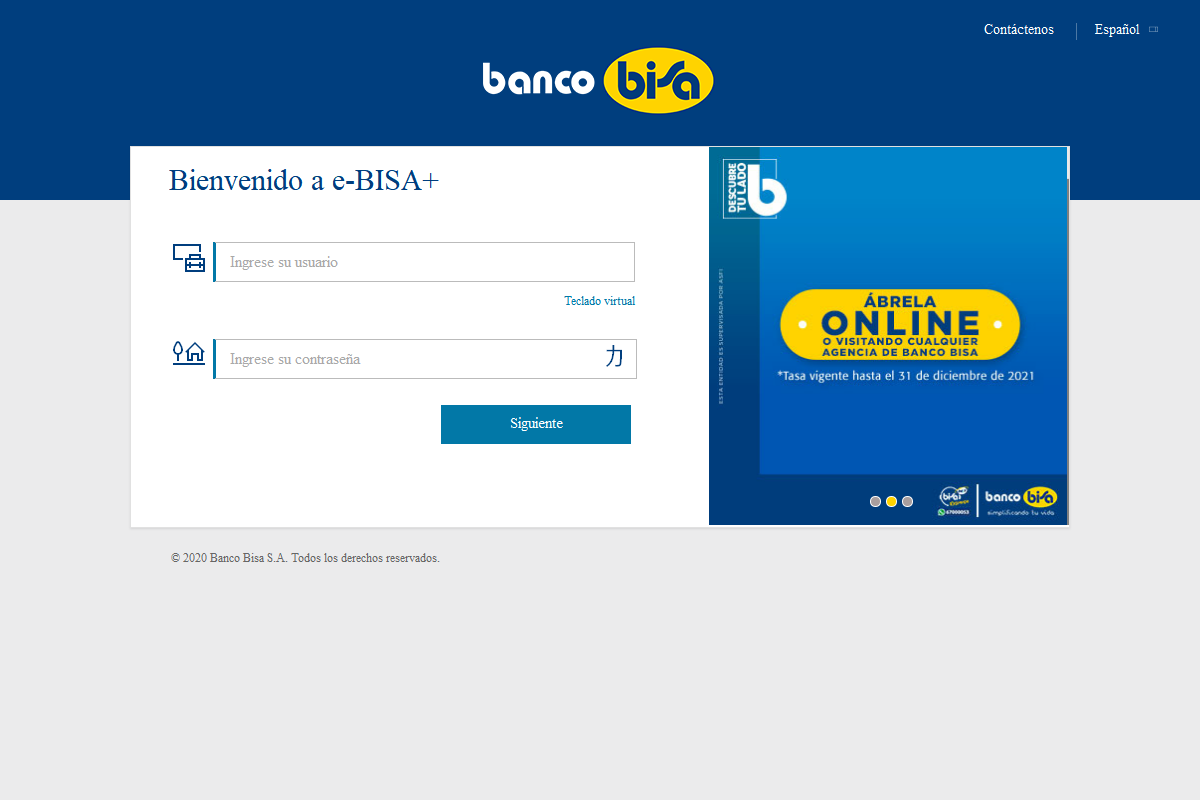 Contáctenos
Español
banco bisa
Bienvenido a e-BISA+
Ingrese su usuario
Teclado virtual
Ingrese su contraseña
力
Siguiente
DESCUBRE
TU LADO
b
ESTA ENTIDAD ES SUPERVISADA POR ASFI
ÁBRELA
ONLINE
O VISITANDO CUALQUIER
AGENCIA DE BANCO BISA
*Tasa vigente hasta el 31 de diciembre de 2021
banco bisa
simplificando tu vida
© 2020 Banco Bisa S.A. Todos los derechos reservados.